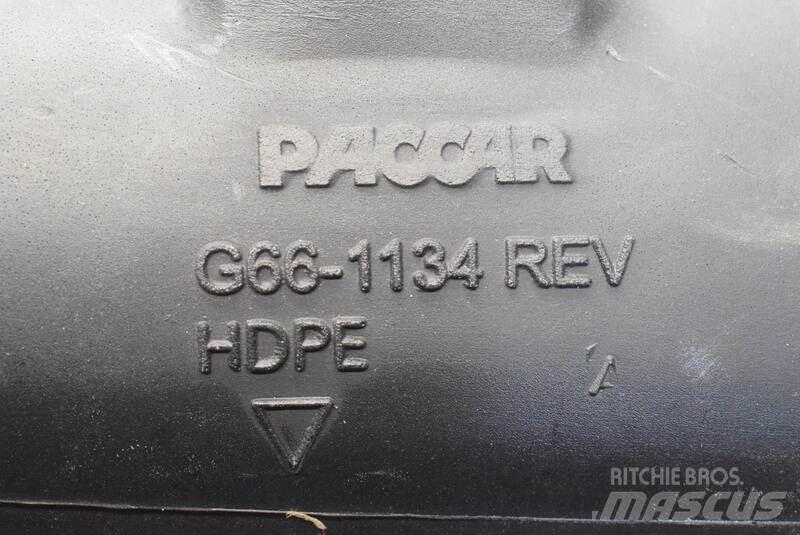 PACCAR
G66-1134 REV
HDPE
RITCHIE BROS.
MASCUS